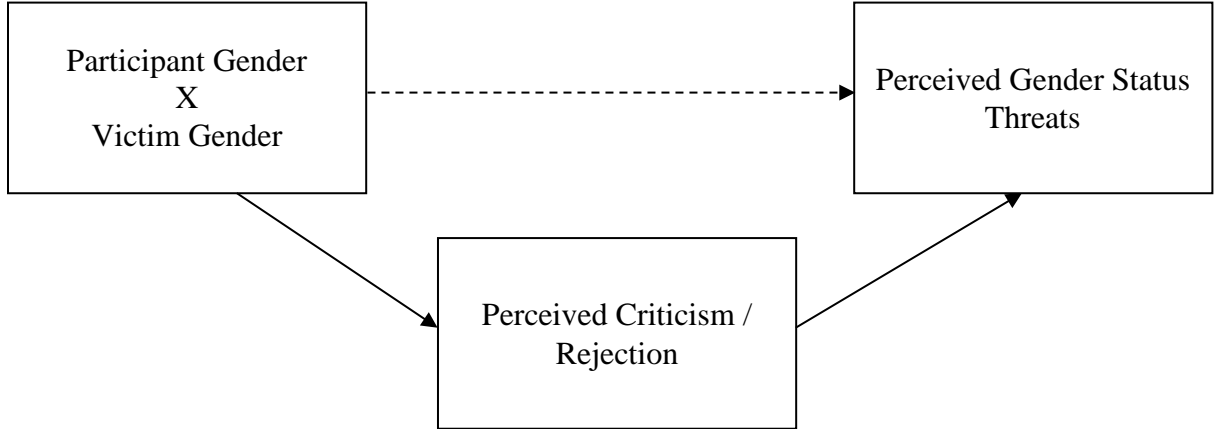 Participant Gender
X
Victim Gender
Perceived Gender Status
Threats
Perceived Criticism /
Rejection